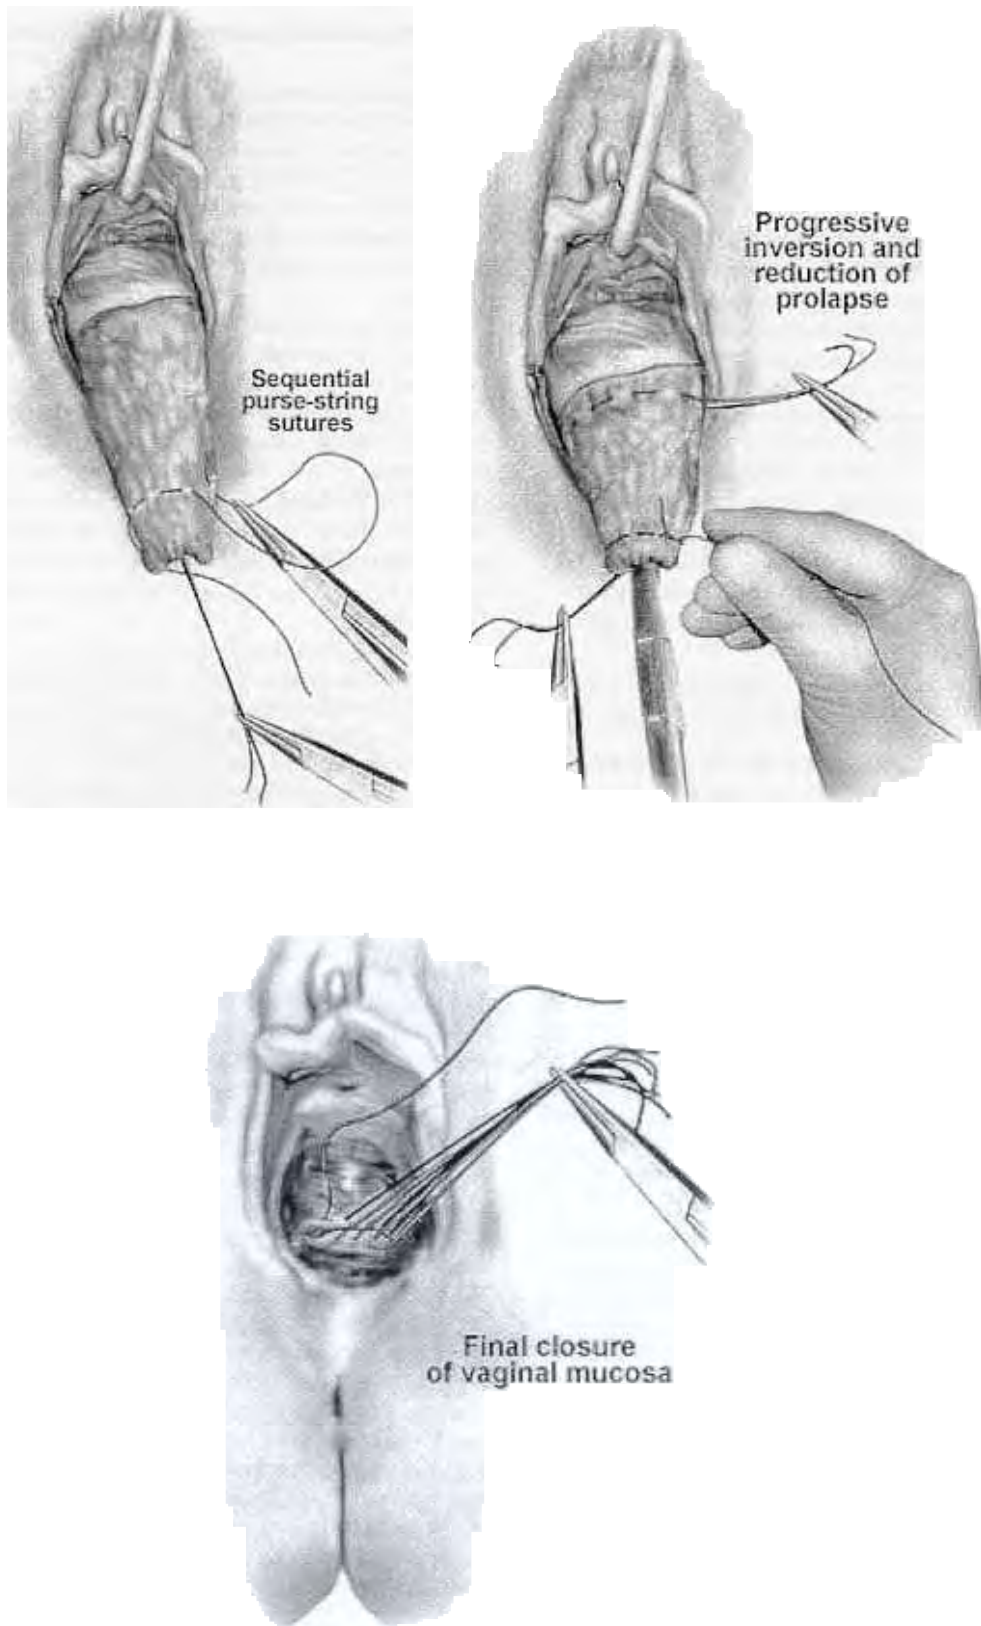 Sequential
purse-string
sutures
Progressive
inversion and
reduction of
prolapse
Final closure
of vaginal mucosa